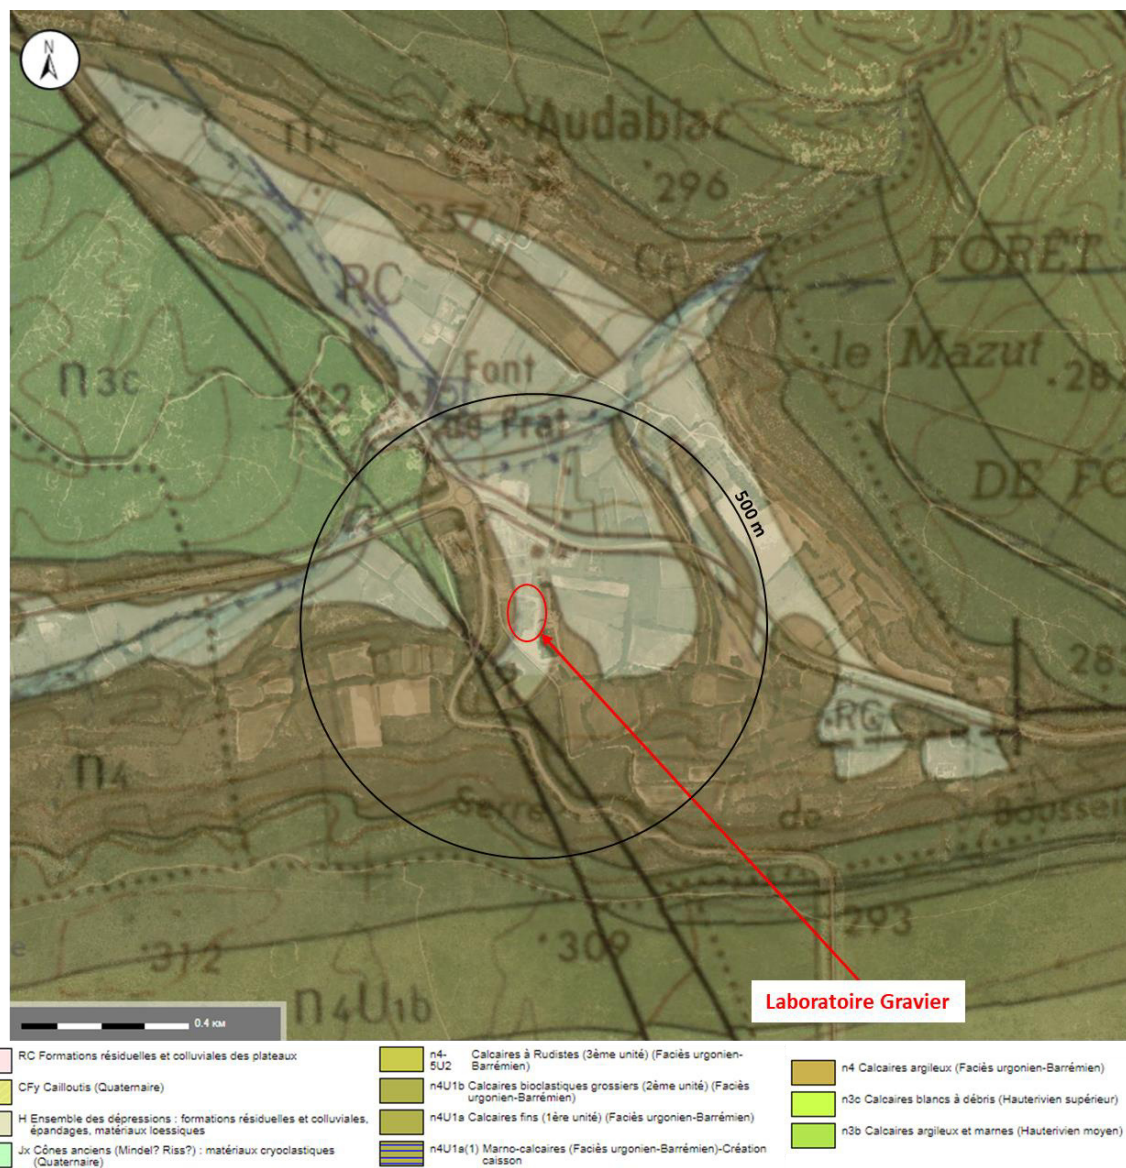 N
n4
Audablac
296
257
RC
FORÊT
n3c
Font
le Mazut
de Prat
DE FO
500 m
RC
n4
Serre
de
Boussei
e
312
309
293
n4U1b
Laboratoire Gravier
0.4 KM
RC Formations résiduelles et colluviales des plateaux
CFy Cailloutis (Quaternaire)
H Ensemble des dépressions : formations résiduelles et colluviales,
épandages, matériaux loessiques
Jx Cônes anciens (Mindel? Riss?) : matériaux cryoclastiques
(Quaternaire)
n4-
5U2
Calcaires à Rudistes (3ème unité) (Faciès urgonien-
Barrémien)
n4U1b Calcaires bioclastiques grossiers (2ème unité) (Faciès
urgonien-Barrémien)
n4U1a Calcaires fins (1ère unité) (Faciès urgonien-Barrémien)
n4U1a(1) Marno-calcaires (Faciès urgonien-Barrémien)-Création
caisson
n4 Calcaires argileux (Faciès urgonien-Barrémien)
n3c Calcaires blancs à débris (Hauterivien supérieur)
n3b Calcaires argileux et marnes (Hauterivien moyen)